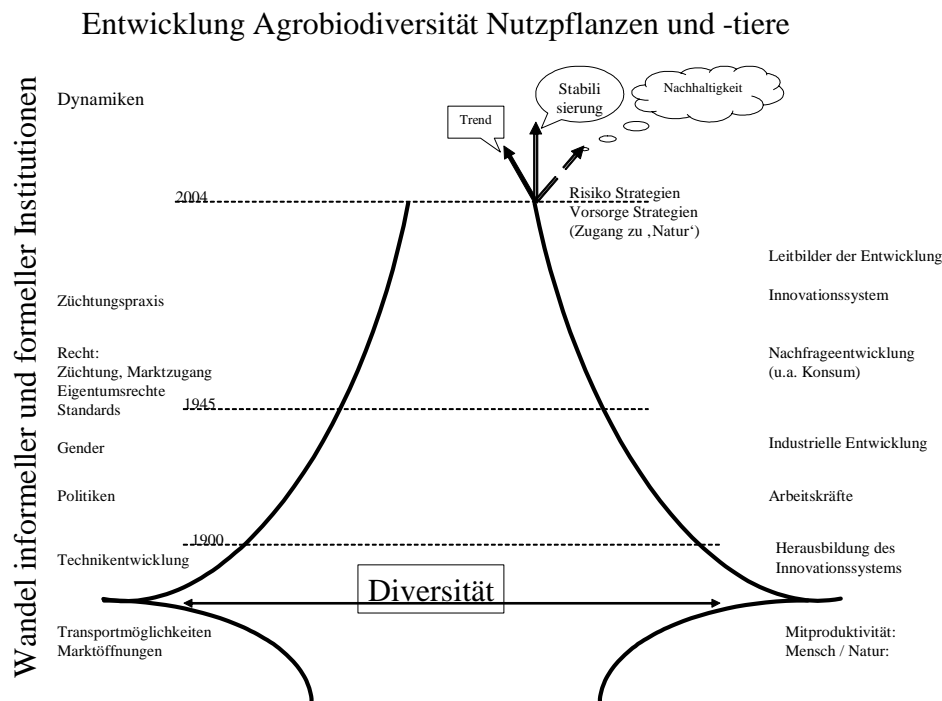 Entwicklung Agrobiodiversität Nutzpflanzen und -tiere
Wandel informeller und formeller Institutionen
Dynamiken
Trend
Stabili
sierung
Nachhaltigkeit
2004
Risiko Strategien
Vorsorge Strategien
(Zugang zu ‚Natur‘)
Leitbilder der Entwicklung
Züchtungspraxis
Innovationssystem
Recht:
Züchtung, Marktzugang
Eigentumsrechte
Standards
Nachfrageentwicklung
(u.a. Konsum)
1945
Gender
Industrielle Entwicklung
Politiken
Arbeitskräfte
1900
Technikentwicklung
Herausbildung des
Innovationssystems
Diversität
Transportmöglichkeiten
Marktöffnungen
Mitproduktivität:
Mensch / Natur: